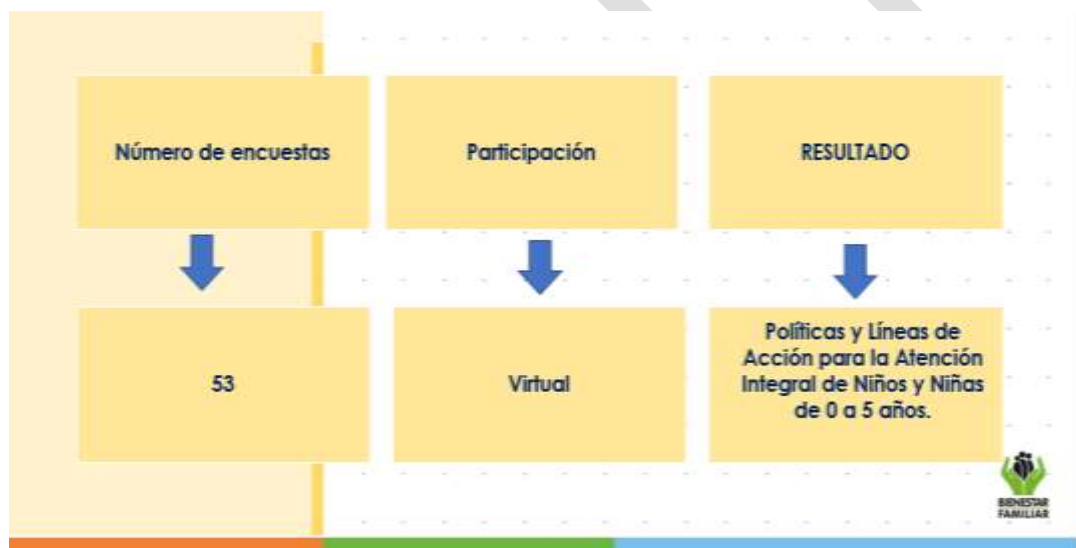 Número de encuestas
Participación
RESULTADO
53
Virtual
Políticas y Líneas de
Acción para la Atención
Integral de Niños y Niñas
de 0 a 5 años.
BIENESTAR
FAMILIAR